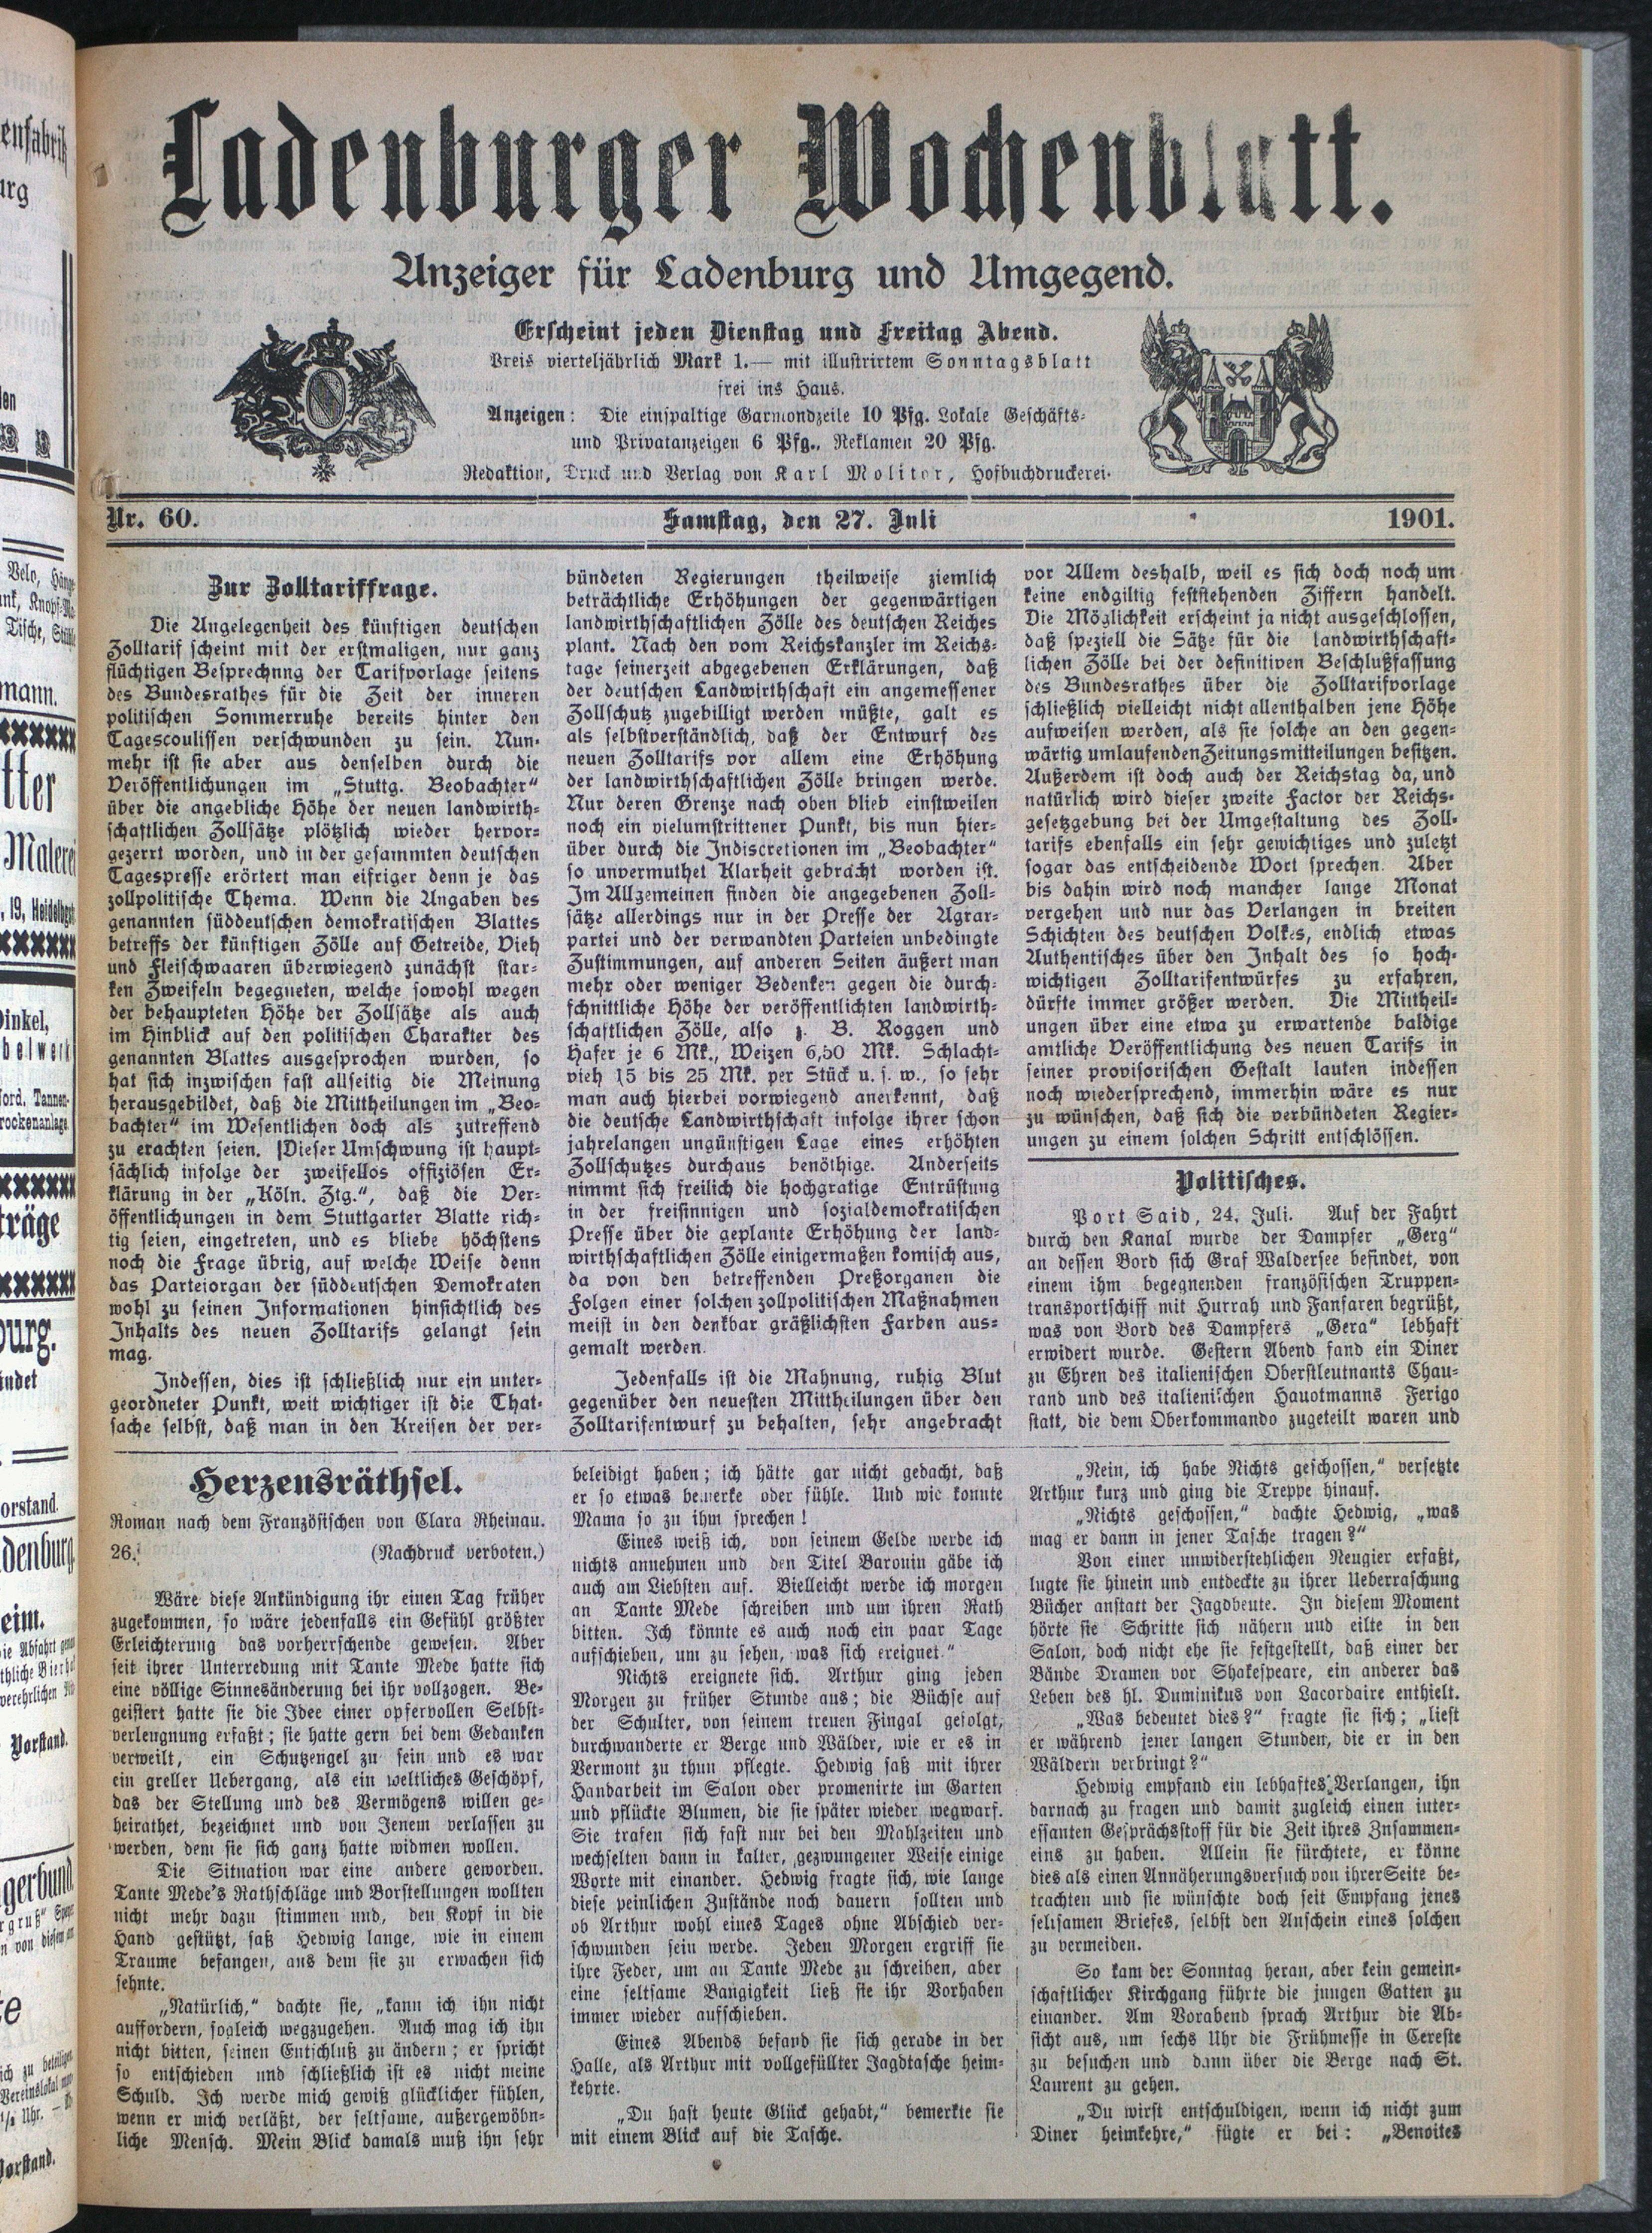 Ladenburger Wochenblatt.
Anzeiger für Ladenburg und Umgegend.
Erscheint jeden Dienstag und Freitag Abend.
Preis vierteljährlich Mark 1.— mit illustrirtem Sonntagsblatt
frei ins Haus.
Anzeigen: Die einspaltige Garmondzeile 10 Pfg. Lokale Geschäfts-
und Privatanzeigen 6 Pfg., Reklamen 20 Pfg.
Redaktion, Druck und Verlag von Karl Molitor, Hofbuchdruckerei.
Nr. 60. Samstag, den 27. Juli 1901.
Zur Zolltariffrage.
Die Angelegenheit des künftigen deutschen
Zolltarif scheint mit der erstmaligen, nur ganz
flüchtigen Besprechnng der Tarifvorlage seitens
des Bundesrathes für die Zeit der inneren
politischen Sommerruhe bereits hinter den
Tagescoulissen verschwunden zu sein. Nun-
mehr ist sie aber aus denselben durch die
Veröffentlichungen im „Stuttg. Beobachter“
über die angebliche Höhe der neuen landwirth-
schaftlichen Zollsätze plötzlich wieder hervor-
gezerrt worden, und in der gesammten deutschen
Tagespresse erörtert man eifriger denn je das
zollpolitische Thema. Wenn die Angaben des
genannten süddeutschen demokratischen Blattes
betreffs der künftigen Zölle auf Getreide, Vieh
und Fleischwaaren überwiegend zunächst star-
ken Zweifeln begegneten, welche sowohl wegen
der behaupteten Höhe der Zollsätze als auch
im Hinblick auf den politischen Charakter des
genannten Blattes ausgesprochen wurden, so
hat sich inzwischen fast allseitig die Meinung
herausgebildet, daß die Mittheilungen im „Beo-
bachter“ im Wesentlichen doch als zutreffend
zu erachten seien. Dieser Umschwung ist haupt-
sächlich infolge der zweifellos offiziösen Er-
klärung in der „Köln. Ztg.“, daß die Ver-
öffentlichungen in dem Stuttgarter Blatte rich-
tig seien, eingetreten, und es bliebe höchstens
noch die Frage übrig, auf welche Weise denn
das Parteiorgan der süddeutschen Demokraten
wohl zu seinen Informationen hinsichtlich des
Inhalts des neuen Zolltarifs gelangt sein
mag.
Indessen, dies ist schließlich nur ein unter-
geordneter Punkt, weit wichtiger ist die That-
sache selbst, daß man in den Kreisen der ver-
bündeten Regierungen theilweise ziemlich
beträchtliche Erhöhungen der gegenwärtigen
landwirthschaftlichen Zölle des deutschen Reiches
plant. Nach den vom Reichskanzler im Reichs-
tage seinerzeit abgegebenen Erklärungen, daß
der deutschen Landwirthschaft ein angemessener
Zollschutz zugebilligt werden müßte, galt es
als selbstverständlich, daß der Entwurf des
neuen Zolltarifs vor allem eine Erhöhung
der landwirthschaftlichen Zölle bringen werde.
Nur deren Grenze nach oben blieb einstweilen
noch ein vielumstrittener Punkt, bis nun hier-
über durch die Indiscretionen im „Beobachter“
so unvermuthet Klarheit gebracht worden ist.
Im Allgemeinen finden die angegebenen Zoll-
sätze allerdings nur in der Presse der Agrar-
partei und der verwandten Parteien unbedingte
Zustimmungen, auf anderen Seiten äußert man
mehr oder weniger Bedenken gegen die durch-
schnittliche Höhe der veröffentlichten landwirth-
schaftlichen Zölle, also z. B. Roggen und
Hafer je 6 Mk., Weizen 6,50 Mk. Schlacht-
vieh 15 bis 25 Mk. per Stück u. s. w., so sehr
man auch hierbei vorwiegend anerkennt, daß
die deutsche Landwirthschaft infolge ihrer schon
jahrelangen ungünstigen Lage eines erhöhten
Zollschutzes durchaus benöthige. Anderseits
nimmt sich freilich die hochgratige Entrüstung
in der freisinnigen und sozialdemokratischen
Presse über die geplante Erhöhung der land-
wirthschaftlichen Zölle einigermaßen komisch aus,
da von den betreffenden Preßorganen die
Folgen einer solchen zollpolitischen Maßnahmen
meist in den denkbar gräßlichsten Farben aus-
gemalt werden.
Jedenfalls ist die Mahnung, ruhig Blut
gegenüber den neuesten Mittheilungen über den
Zolltarifentwurf zu behalten, sehr angebracht
vor Allem deshalb, weil es sich doch noch um
keine endgiltig feststehenden Ziffern handelt.
Die Möglichkeit erscheint ja nicht ausgeschlossen,
daß speziell die Sätze für die landwirthschaft-
lichen Zölle bei der definitiven Beschlußfassung
des Bundesrathes über die Zolltarifvorlage
schließlich vielleicht nicht allenthalben jene Höhe
aufweisen werden, als sie solche an den gegen-
wärtig umlaufenden Zeitungsmitteilungen besitzen.
Außerdem ist doch auch der Reichstag da, und
natürlich wird dieser zweite Factor der Reichs-
gesetzgebung bei der Umgestaltung des Zoll-
tarifs ebenfalls ein sehr gewichtiges und zuletzt
sogar das entscheidende Wort sprechen. Aber
bis dahin wird noch mancher lange Monat
vergehen und nur das Verlangen in breiten
Schichten des deutschen Volkes, endlich etwas
Authentisches über den Inhalt des so hoch-
wichtigen Zolltarifentwurfes zu erfahren,
dürfte immer größer werden. Die Mittheil-
ungen über eine etwa zu erwartende baldige
amtliche Veröffentlichung des neuen Tarifs in
seiner provisorischen Gestalt lauten indessen
noch wiedersprechend, immerhin wäre es nur
zu wünschen, daß sich die verbündeten Regier-
ungen zu einem solchen Schritt entschlössen.
Politisches.
Port Said, 24. Juli. Auf der Fahrt
durch den Kanal wurde der Dampfer „Gerg“
an dessen Bord sich Graf Waldersee befindet, von
einem ihm begegnenden französischen Truppen-
transportschiff mit Hurrah und Fanfaren begrüßt,
was von Bord des Dampfers „Gera“ lebhaft
erwidert wurde. Gestern Abend fand ein Diner
zu Ehren des italienischen Oberstleutnants Chau-
rand und des italienischen Hauotmanns Ferigo
statt, die dem Oberkommando zugeteilt waren und
Herzensräthsel.
Roman nach dem Französischen von Clara Rheinau.
26. (Nachdruck verboten.)
Wäre diese Ankündigung ihr einen Tag früher
zugekommen, so wäre jedenfalls ein Gefühl größter
Erleichterung das vorherrschende gewesen. Aber
seit ihrer Unterredung mit Tante Mede hatte sich
eine völlige Sinnesänderung bei ihr vollzogen. Be-
geistert hatte sie die Idee einer opfervollen Selbst-
verleugnung erfaßt; sie hatte gern bei dem Gedanken
verweilt, ein Schutzengel zu sein und es war
ein greller Uebergang, als ein weltliches Geschöpf,
das der Stellung und des Vermögens willen ge-
heirathet, bezeichnet und von Jenem verlassen zu
werden, dem sie sich ganz hatte widmen wollen.
Die Situation war eine andere geworden.
Tante Mede's Rathschläge und Vorstellungen wollten
nicht mehr dazu stimmen und, den Kopf in die
Hand gestützt, saß Hedwig lange, wie in einem
Traume befangen, aus dem sie zu erwachen sich
sehnte.
„Natürlich,“ dachte sie, „kann ich ihn nicht
auffordern, sogleich wegzugehen. Auch mag ich ihn
nicht bitten, seinen Entschluß zu ändern; er spricht
so entschieden und schließlich ist es nicht meine
Schuld. Ich werde mich gewiß glücklicher fühlen,
wenn er mich verläßt, der seltsame, außergewöhn-
liche Mensch. Mein Blick damals muß ihn sehr
beleidigt haben; ich hätte gar nicht gedacht, daß
er so etwas bemerke oder fühle. Und wie konnte
Mama so zu ihm sprechen!
Eines weiß ich, von seinem Gelde werde ich
nichts annehmen und den Titel Baronin gäbe ich
auch am Liebsten auf. Vielleicht werde ich morgen
an Tante Mede schreiben und um ihren Rath
bitten. Ich könnte es auch noch ein paar Tage
aufschieben, um zu sehen, was sich ereignet.“
Nichts ereignete sich. Arthur ging jeden
Morgen zu früher Stunde aus; die Büchse auf
der Schulter, von seinem treuen Fingal gefolgt,
durchwanderte er Berge und Wälder, wie er es in
Vermont zu thun pflegte. Hedwig saß mit ihrer
Handarbeit im Salon oder promenirte im Garten
und pflückte Blumen, die sie später wieder wegwarf.
Sie trafen sich fast nur bei den Mahlzeiten und
wechselten dann in kalter, gezwungener Weise einige
Worte mit einander. Hedwig fragte sich, wie lange
diese peinlichen Zustände noch dauern sollten und
ob Arthur wohl eines Tages ohne Abschied ver-
schwunden sein werde. Jeden Morgen ergriff sie
ihre Feder, um an Tante Mede zu schreiben, aber
eine seltsame Bangigkeit ließ sie ihr Vorhaben
immer wieder aufschieben.
Eines Abends befand sie sich gerade in der
Halle, als Arthur mit vollgefüllter Jagdtasche heim-
kehrte.
„Du hast heute Glück gehabt,“ bemerkte sie
mit einem Blick auf die Tasche.
„Nein, ich habe Nichts geschossen,“ versetzte
Arthur kurz und ging die Treppe hinauf.
„Nichts geschossen,“ dachte Hedwig, „was
mag er dann in jener Tasche tragen?“
Von einer unwiderstehlichen Neugier erfaßt,
lugte sie hinein und entdeckte zu ihrer Ueberraschung
Bücher anstatt der Jagdbeute. In diesem Moment
hörte sie Schritte sich nähern und eilte in den
Salon, doch nicht ehe sie festgestellt, daß einer der
Bände Dramen vor Shakespeare, ein anderer das
Leben des hl. Duminikus von Lacordaire enthielt.
„Was bedeutet dies?“ fragte sie sich; „liest
er während jener langen Stunden, die er in den
Wäldern verbringt?“
Hedwig empfand ein lebhaftes Verlangen, ihn
darnach zu fragen und damit zugleich einen inter-
essanten Gesprächsstoff für die Zeit ihres Znsammen-
eins zu haben. Allein sie fürchtete, er könne
dies als einen Annäherungsversuch von ihrer Seite be-
trachten und sie wünschte doch seit Empfang jenes
seltsamen Briefes, selbst den Anschein eines solchen
zu vermeiden.
So kam der Sonntag heran, aber kein gemein-
schaftlicher Kirchgang führte die jungen Gatten zu
einander. Am Vorabend sprach Arthur die Ab-
sicht aus, um sechs Uhr die Frühmesse in Cereste
zu besuchen und dann über die Berge nach St.
Laurent zu gehen.
„Du wirst entschuldigen, wenn ich nicht zum
Diner heimkehre,“ fügte er bei: „Benoites